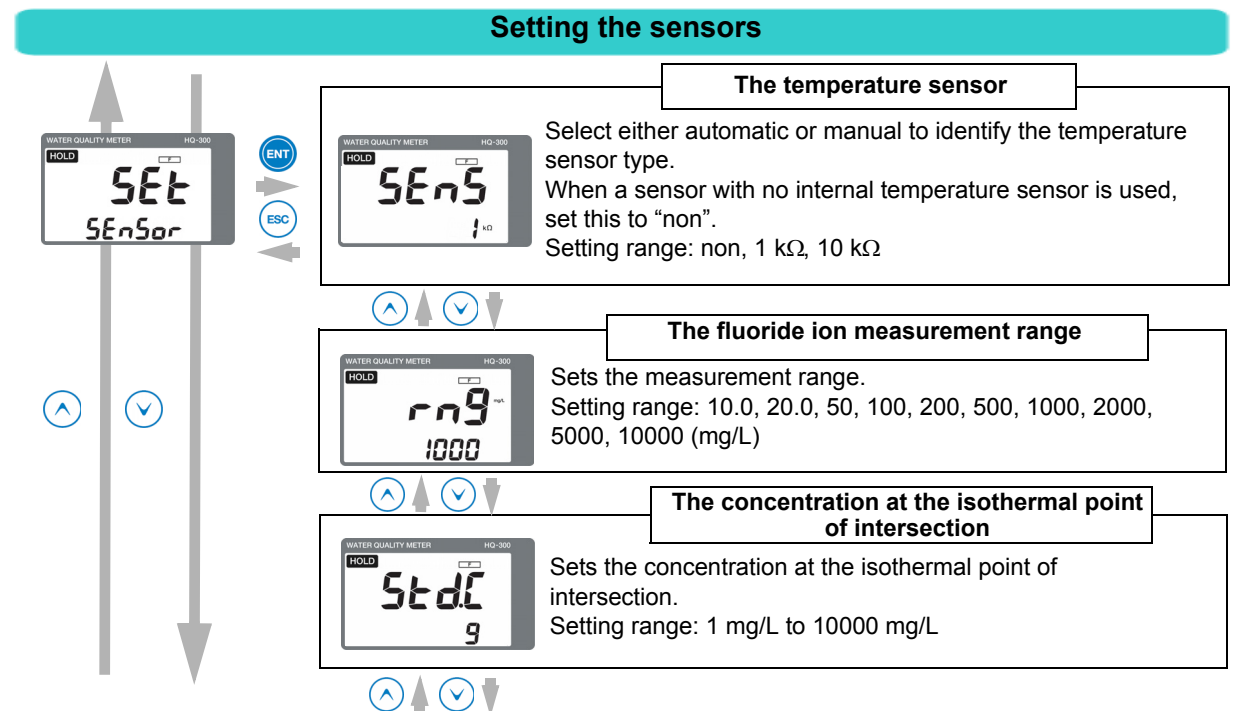 Setting the sensors
WATER QUALITY METER HQ-300
HOLD
F
SEt
SEnSor
ENT
ESC
The temperature sensor
WATER QUALITY METER HQ-300
HOLD
F
SEnS
1 kΩ
Select either automatic or manual to identify the temperature
sensor type.
When a sensor with no internal temperature sensor is used,
set this to “non”.
Setting range: non, 1 kΩ, 10 kΩ
The fluoride ion measurement range
WATER QUALITY METER HQ-300
HOLD
F
rng mg/L
1000
Sets the measurement range.
Setting range: 10.0, 20.0, 50, 100, 200, 500, 1000, 2000,
5000, 10000 (mg/L)
The concentration at the isothermal point
of intersection
WATER QUALITY METER HQ-300
HOLD
F
Std.C
9
Sets the concentration at the isothermal point of
intersection.
Setting range: 1 mg/L to 10000 mg/L